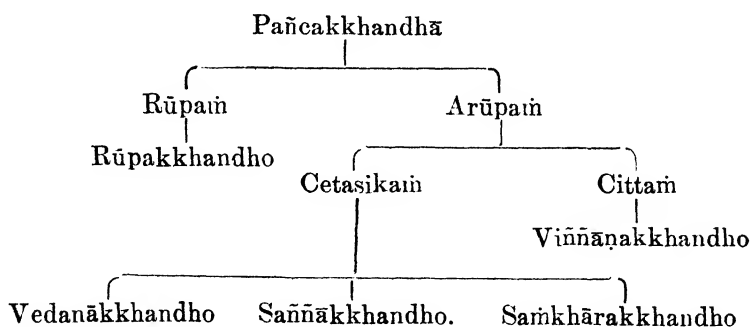 Pañcakkhandhā
Rūpaṁ Arūpaṁ
Rūpakkhandho
Cetasikaṁ Cittaṁ
Viññāṇakkhandho
Vedanākkhandho Saññākkhandho. Saṁkhārakkhandho